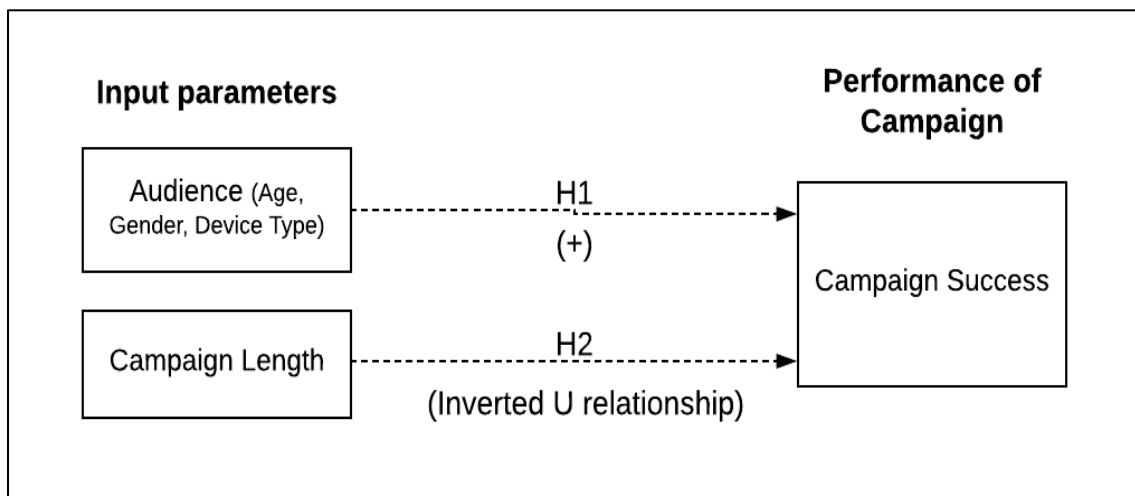 Input parameters
Performance of
Campaign
Audience (Age,
Gender, Device Type)
H1
(+)
Campaign Success
Campaign Length
H2
(Inverted U relationship)